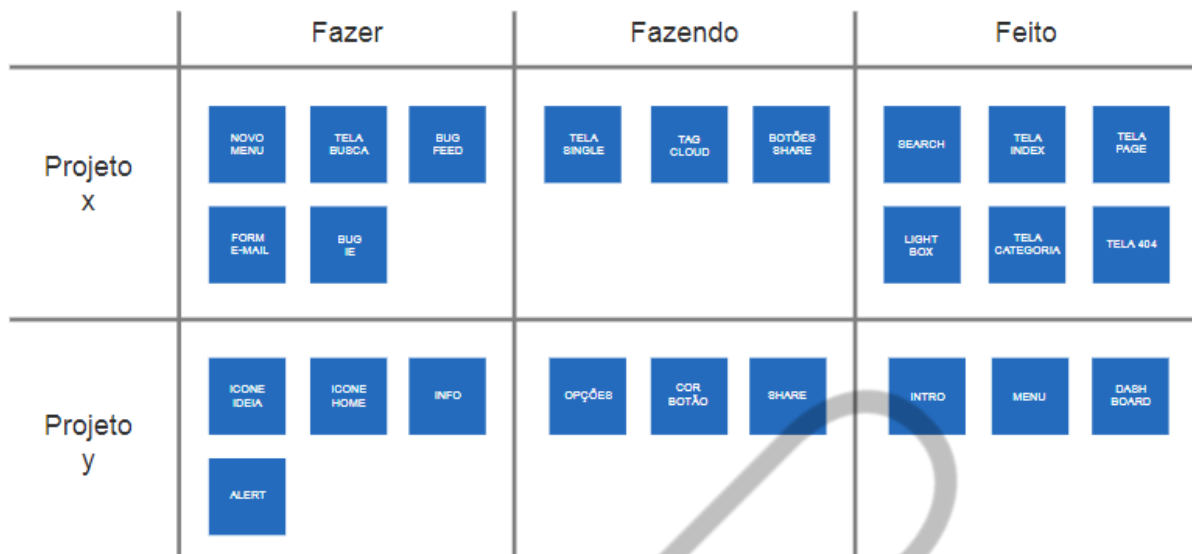 Fazer
Fazendo
Feito
Projeto
x
NOVO
MENU
TELA
BUSCA
BUG
FEED
FORM
E-MAIL
BUG
IE
TELA
SINGLE
TAG
CLOUD
BOTÕES
SHARE
SEARCH
TELA
INDEX
TELA
PAGE
LIGHT
BOX
TELA
CATEGORIA
TELA 404
Projeto
y
ICONE
IDEIA
ICONE
HOME
INFO
ALERT
OPÇÕES
COR
BOTÃO
SHARE
INTRO
MENU
DASH
BOARD